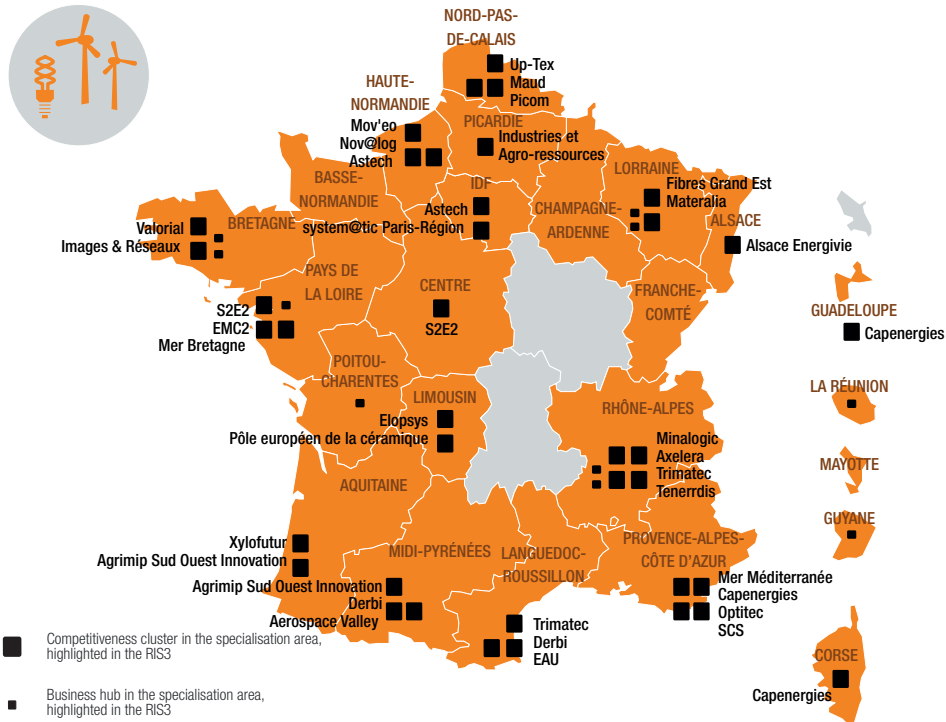 NORD-PAS-
DE-CALAIS
Up-Tex
Maud
Picom
HAUTE-
NORMANDIE
Mov'eo
Nov@log
Astech
PICARDIE
Industries et
Agro-ressources
LORRAINE
Fibres Grand Est
Materalia
BASSE-
NORMANDIE
IDF
Astech
system@tic Paris-Région
CHAMPAGNE-
ARDENNE
ALSACE
Alsace Energivie
BRETAGNE
Valorial
Images & Réseaux
PAYS DE
LA LOIRE
S2E2
EMC2
Mer Bretagne
CENTRE
S2E2
FRANCHE-
COMTÉ
GUADELOUPE
Capenergies
POITOU-
CHARENTES
LIMOUSIN
Elopsys
Pôle européen de la céramique
RHÔNE-ALPES
Minalogic
Axelera
Trimatec
Tenerrdis
LA RÉUNION
MAYOTTE
GUYANE
AQUITAINE
Xylofutur
Agrimip Sud Ouest Innovation
MIDI-PYRÉNÉES
Agrimip Sud Ouest Innovation
Derbi
Aerospace Valley
LANGUEDOC-
ROUSSILLON
Trimatec
Derbi
EAU
PROVENCE-ALPES-
CÔTE D'AZUR
Mer Méditerranée
Capenergies
Optitec
SCS
CORSE
Capenergies
Competitiveness cluster in the specialisation area,
highlighted in the RIS3
Business hub in the specialisation area,
highlighted in the RIS3